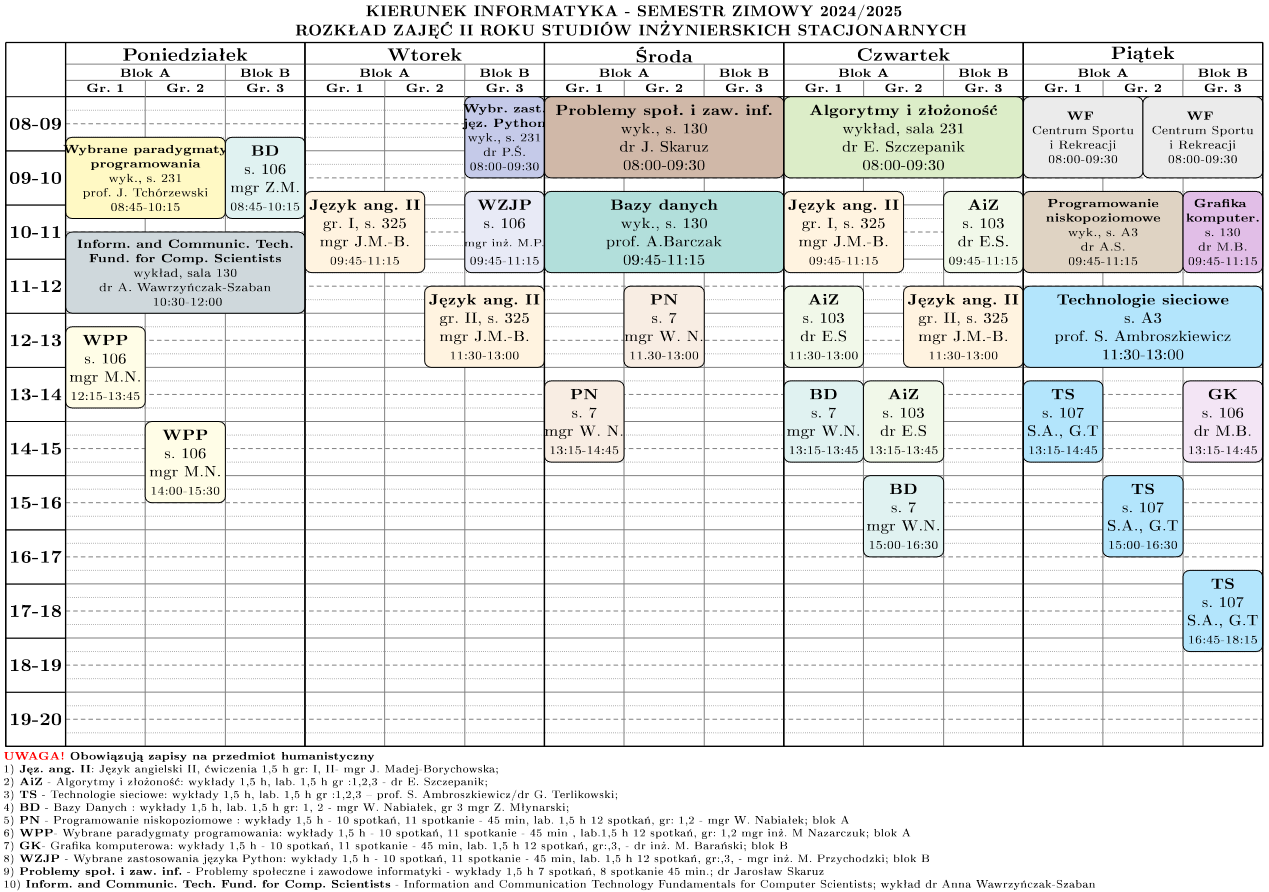 KIERUNEK INFORMATYKA - SEMESTR ZIMOWY 2024/2025
ROZKŁAD ZAJĘĆ II ROKU STUDIÓW INŻYNIERSKICH STACJONARNYCH
Poniedziałek Wtorek Środa Czwartek Piątek
Blok A Blok B Blok A Blok B Blok A Blok B Blok A Blok B Blok A Blok B
Gr. 1 Gr. 2 Gr. 3 Gr. 1 Gr. 2 Gr. 3 Gr. 1 Gr. 2 Gr. 3 Gr. 1 Gr. 2 Gr. 3 Gr. 1 Gr. 2 Gr. 3
08-09
09-10
10-11
11-12
12-13
13-14
14-15
15-16
16-17
17-18
18-19
19-20
Wybrane paradygmaty
programowania
wyk., s. 231
prof. J. Tchórzewski
08:45-10:15
BD
s. 106
mgr Z.M.
08:45-10:15
Inform. and Communic. Tech.
Fund. for Comp. Scientists
wykład, sala 130
dr A. Wawrzyńczak-Szaban
10:30-12:00
WPP
s. 106
mgr M.N.
12:15-13:45
WPP
s. 106
mgr M.N.
14:00-15:30
Wybr. zast.
jęz. Python
wyk., s. 231
dr P.Ś.
08:00-09:30
Język ang. II
gr. I, s. 325
mgr J.M.-B.
09:45-11:15
WZJP
s. 106
mgr inż. M.P.
09:45-11:15
Język ang. II
gr. II, s. 325
mgr J.M.-B.
11:30-13:00
Problemy społ. i zaw. inf.
wyk., s. 130
dr J. Skaruz
08:00-09:30
Bazy danych
wyk., s. 130
prof. A.Barczak
09:45-11:15
PN
s. 7
mgr W. N.
11.30-13:00
PN
s. 7
mgr W. N.
13:15-14:45
Algorytmy i złożoność
wykład, sala 231
dr E. Szczepanik
08:00-09:30
Język ang. II
gr. I, s. 325
mgr J.M.-B.
09:45-11:15
AiZ
s. 103
dr E.S.
09:45-11:15
AiZ
s. 103
dr E.S
11:30-13:00
Język ang. II
gr. II, s. 325
mgr J.M.-B.
11:30-13:00
BD
s. 7
mgr W.N.
13:15-13:45
AiZ
s. 103
dr E.S
13:15-14:45
BD
s. 7
mgr W.N.
15:00-16:30
WF
Centrum Sportu
i Rekreacji
08:00-09:30
WF
Centrum Sportu
i Rekreacji
08:00-09:30
Programowanie
niskopoziomowe
wyk., s. A3
dr A.S.
09:45-11:15
Grafika
komputer.
s. 130
dr M.B.
09:45-11:15
Technologie sieciowe
s. A3
prof. S. Ambroszkiewicz
11:30-13:00
TS
s. 107
S.A., G.T
13:15-14:45
GK
s. 106
dr M.B.
13:15-14:45
TS
s. 107
S.A., G.T
15:00-16:30
TS
s. 107
S.A., G.T
16:45-18:15
UWAGA! Obowiązują zapisy na przedmiot humanistyczny
1) Jęz. ang. II: Język angielski II, ćwiczenia 1,5 h gr: I, II- mgr J. Madej-Borychowska;
2) AiZ - Algorytmy i złożoność: wykłady 1,5 h, lab. 1,5 h gr :1,2,3 - dr E. Szczepanik;
3) TS - Technologie sieciowe: wykłady 1,5 h, lab. 1,5 h gr :1,2,3 – prof. S. Ambroszkiewicz/dr G. Terlikowski;
4) BD - Bazy Danych : wykłady 1,5 h, lab. 1,5 h gr: 1, 2 - mgr W. Nabiałek, gr 3 mgr Z. Młynarski;
5) PN - Programowanie niskopoziomowe : wykłady 1,5 h - 10 spotkań, 11 spotkanie - 45 min, lab. 1,5 h 12 spotkań, gr: 1,2 - mgr W. Nabiałek; blok A
6) WPP- Wybrane paradygmaty programowania: wykłady 1,5 h - 10 spotkań, 11 spotkanie - 45 min , lab.1,5 h 12 spotkań, gr: 1,2 mgr inż. M Nazarczuk; blok A
7) GK- Grafika komputerowa: wykłady 1,5 h - 10 spotkań, 11 spotkanie - 45 min, lab. 1,5 h 12 spotkań, gr:,3, - dr inż. M. Barański; blok B
8) WZJP - Wybrane zastosowania języka Python: wykłady 1,5 h - 10 spotkań, 11 spotkanie - 45 min, lab. 1,5 h 12 spotkań, gr:,3, - mgr inż. M. Przychodzki; blok B
9) Problemy społ. i zaw. inf. - Problemy społeczne i zawodowe informatyki - wykłady 1,5 h 7 spotkań, 8 spotkanie 45 min.; dr Jarosław Skaruz
10) Inform. and Communic. Tech. Fund. for Comp. Scientists - Information and Communication Technology Fundamentals for Computer Scientists; wykład dr Anna Wawrzyńczak-Szaban